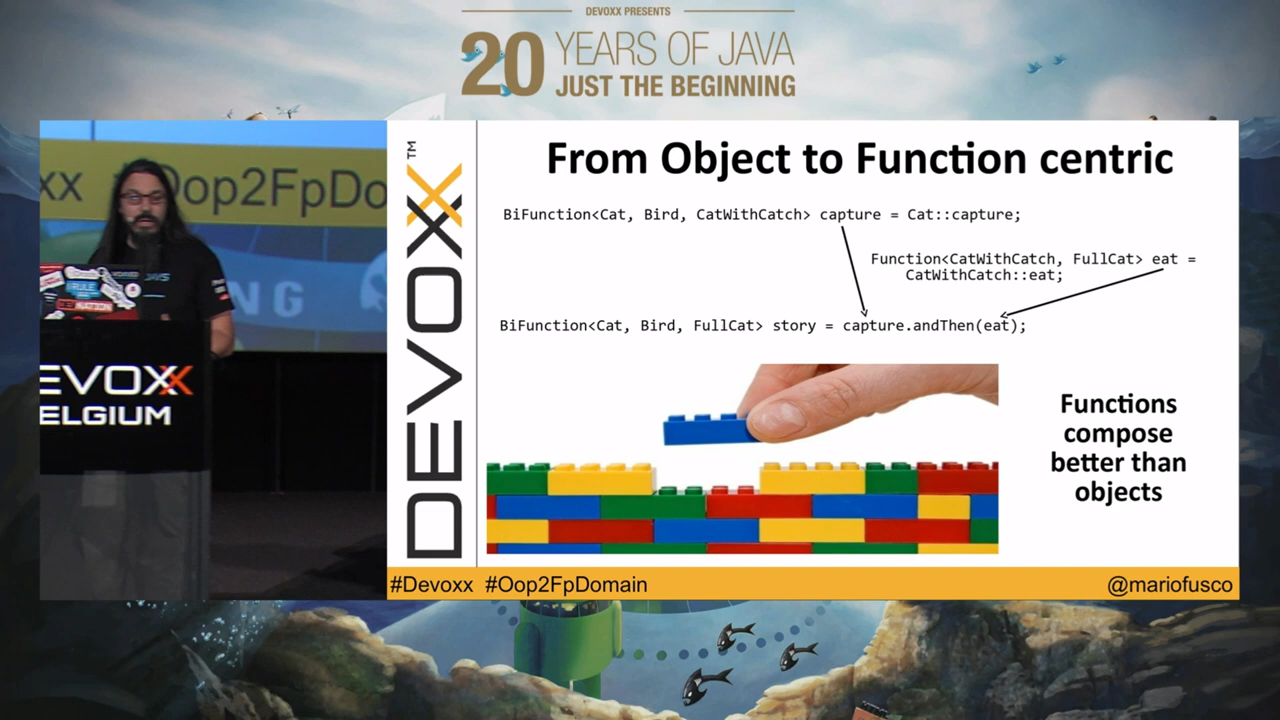 DEVOXX PRESENTS
20 YEARS OF JAVA
JUST THE BEGINNING
xx
Oop2FpDo
NG
EVOXX
ELGIUM
DEVOXX™
From Object to Function centric
BiFunction<Cat, Bird, CatWithCatch> capture = Cat::capture;
Function<CatWithCatch, FullCat> eat =
CatWithCatch::eat;
BiFunction<Cat, Bird, FullCat> story = capture.andThen(eat);
Functions
compose
better than
objects
#Devoxx #Oop2FpDomain
@mariofusco